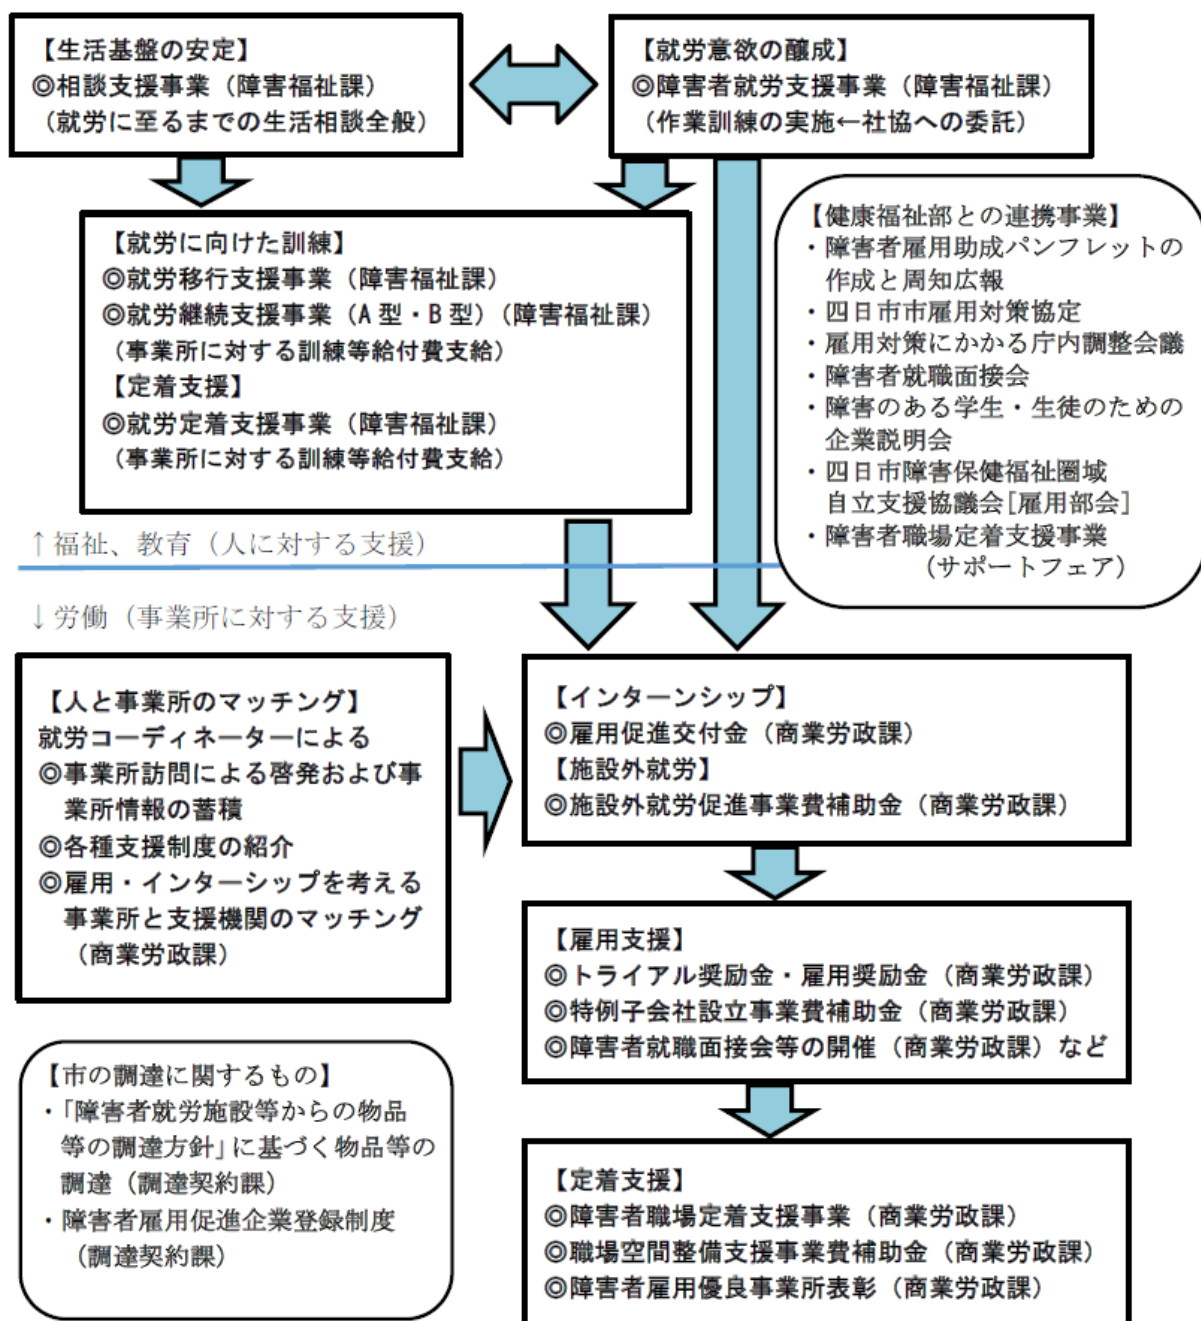 【生活基盤の安定】
◎相談支援事業（障害福祉課）
（就労に至るまでの生活相談全般）
【就労意欲の醸成】
◎障害者就労支援事業（障害福祉課）
（作業訓練の実施←社協への委託）
【就労に向けた訓練】
◎就労移行支援事業（障害福祉課）
◎就労継続支援事業（A型・B型）（障害福祉課）
（事業所に対する訓練等給付費支給）
【定着支援】
◎就労定着支援事業（障害福祉課）
（事業所に対する訓練等給付費支給）
【健康福祉部との連携事業】
・障害者雇用助成パンフレットの
作成と周知広報
・四日市市雇用対策協定
・雇用対策にかかる庁内調整会議
・障害者就職面接会
・障害のある学生・生徒のための
企業説明会
・四日市障害保健福祉圏域
自立支援協議会[雇用部会]
・障害者職場定着支援事業
（サポートフェア）
↑福祉、教育（人に対する支援）
↓労働（事業所に対する支援）
【人と事業所のマッチング】
就労コーディネーターによる
◎事業所訪問による啓発および事
業所情報の蓄積
◎各種支援制度の紹介
◎雇用・インターシップを考える
事業所と支援機関のマッチング
（商業労政課）
【インターンシップ】
◎雇用促進交付金（商業労政課）
【施設外就労】
◎施設外就労促進事業費補助金（商業労政課）
【雇用支援】
◎トライアル奨励金・雇用奨励金（商業労政課）
◎特例子会社設立事業費補助金（商業労政課）
◎障害者就職面接会等の開催（商業労政課）など
【市の調達に関するもの】
・「障害者就労施設等からの物品
等の調達方針」に基づく物品等の
調達（調達契約課）
・障害者雇用促進企業登録制度
（調達契約課）
【定着支援】
◎障害者職場定着支援事業（商業労政課）
◎職場空間整備支援事業費補助金（商業労政課）
◎障害者雇用優良事業所表彰（商業労政課）